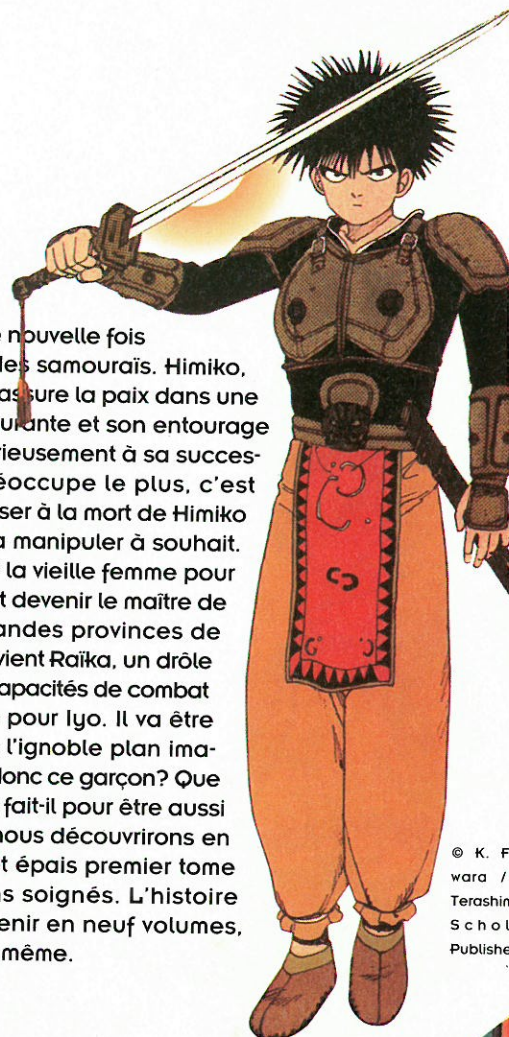 nouvelle fois
des samouraïs. Himiko,
assure la paix dans une
urante et son entourage
rieusement à sa succes-
éoccupe le plus, c'est
ser à la mort de Himiko
a manipuler à souhait.
la vieille femme pour
t devenir le maître de
andes provinces de
vient Raïka, un drôle
apacités de combat
pour Iyo. Il va être
l'ignoble plan ima-
donc ce garçon? Que
fait-il pour être aussi
nous découvrirons en
t épais premier tome
s soignés. L'histoire
enir en neuf volumes,
même.
© K. F
wara /
Terashim
Schol
Publishe